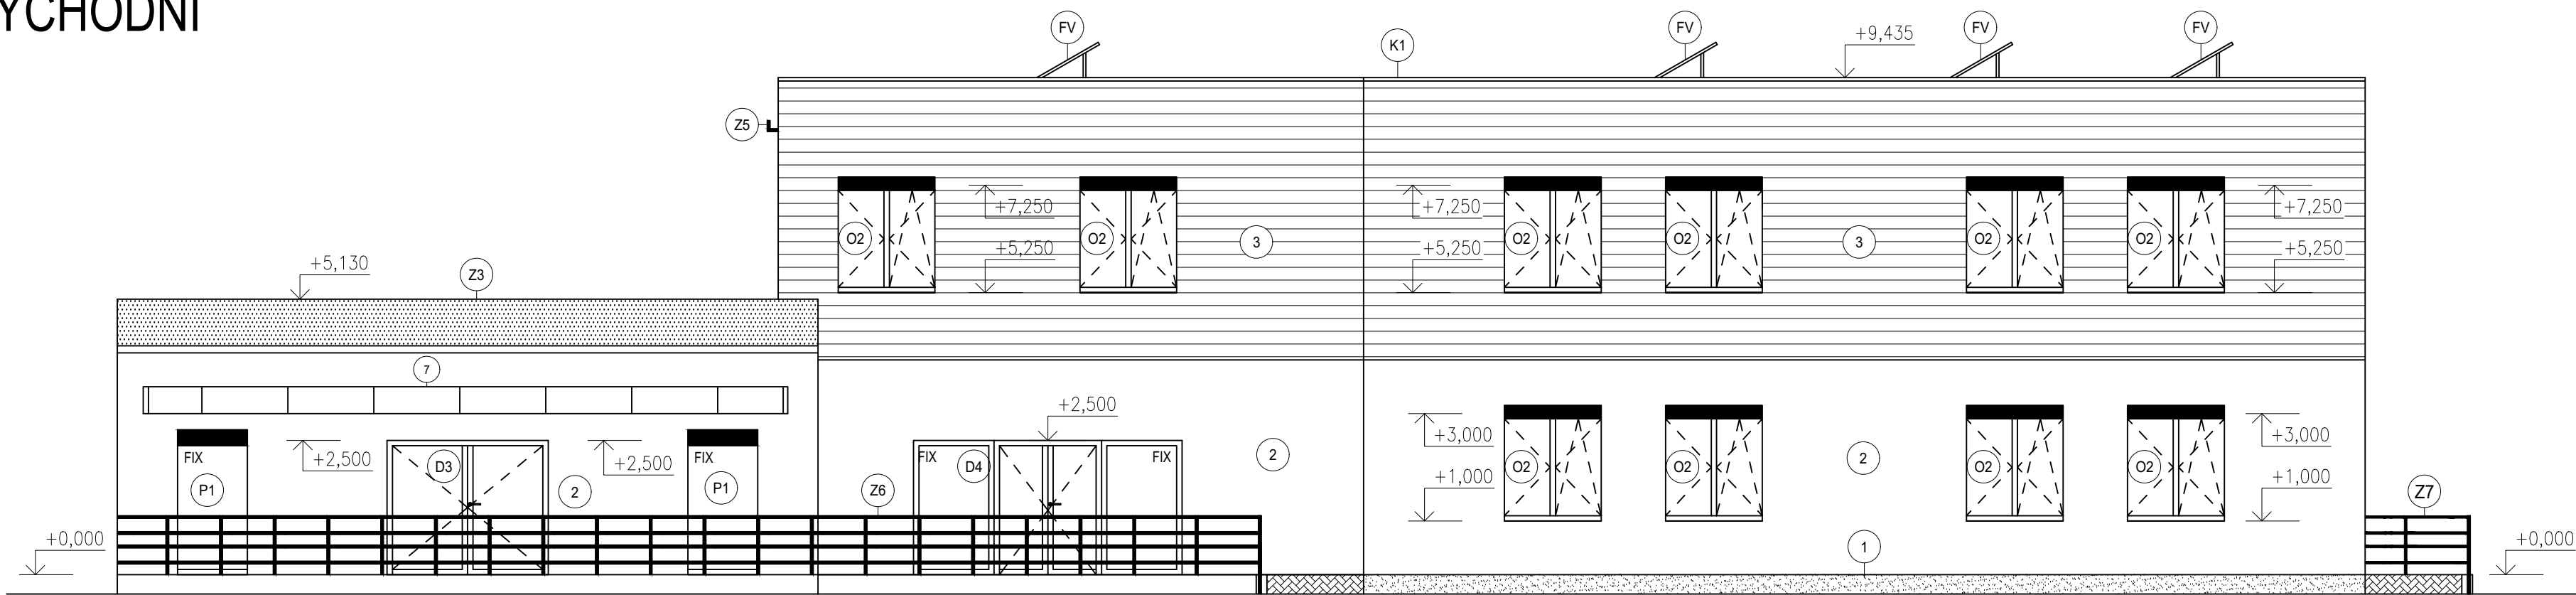 YCHODNÍ
FV
K1
FV
+9,435
FV
FV
Z5
+7,250
+7,250
+7,250
O2
O2
3
O2
O2
3
O2
O2
+5,250
+5,250
+5,250
+5,130
Z3
7
+2,500
+3,000
+3,000
FIX
+2,500
D3
+2,500
FIX
FIX
D4
FIX
2
O2
O2
2
O2
O2
P1
2
P1
Z6
+1,000
+1,000
Z7
+0,000
1
+0,000